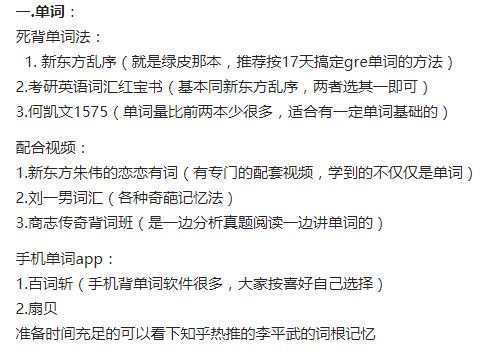 一.单词：
死背单词法：
1. 新东方乱序（就是绿皮那本，推荐按17天搞定gre单词的方法）
2.考研英语词汇红宝书（基本同新东方乱序，两者选其一即可）
3.何凯文1575（单词量比前两本少很多，适合有一定单词基础的）
配合视频：
1.新东方朱伟的恋恋有词（有专门的配套视频，学到的不仅仅是单词）
2.刘一男词汇（各种奇葩记忆法）
3.商志传奇背词班（是一边分析真题阅读一边讲单词的）
手机单词app：
1.百词斩（手机背单词软件很多，大家按喜好自己选择）
2.扇贝
准备时间充足的可以看下知乎热推的李平武的词根记忆